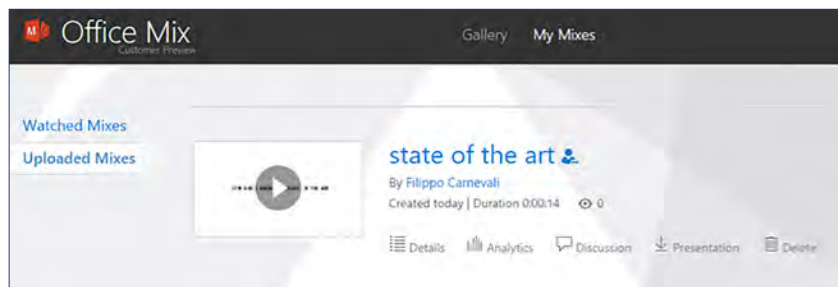 Office Mix
Customer Preview
Gallery My Mixes
Watched Mixes
Uploaded Mixes
state of the art
By Filippo Carnevali
Created today | Duration 0:00:14 0
Details Analytics Discussion Presentation Delete